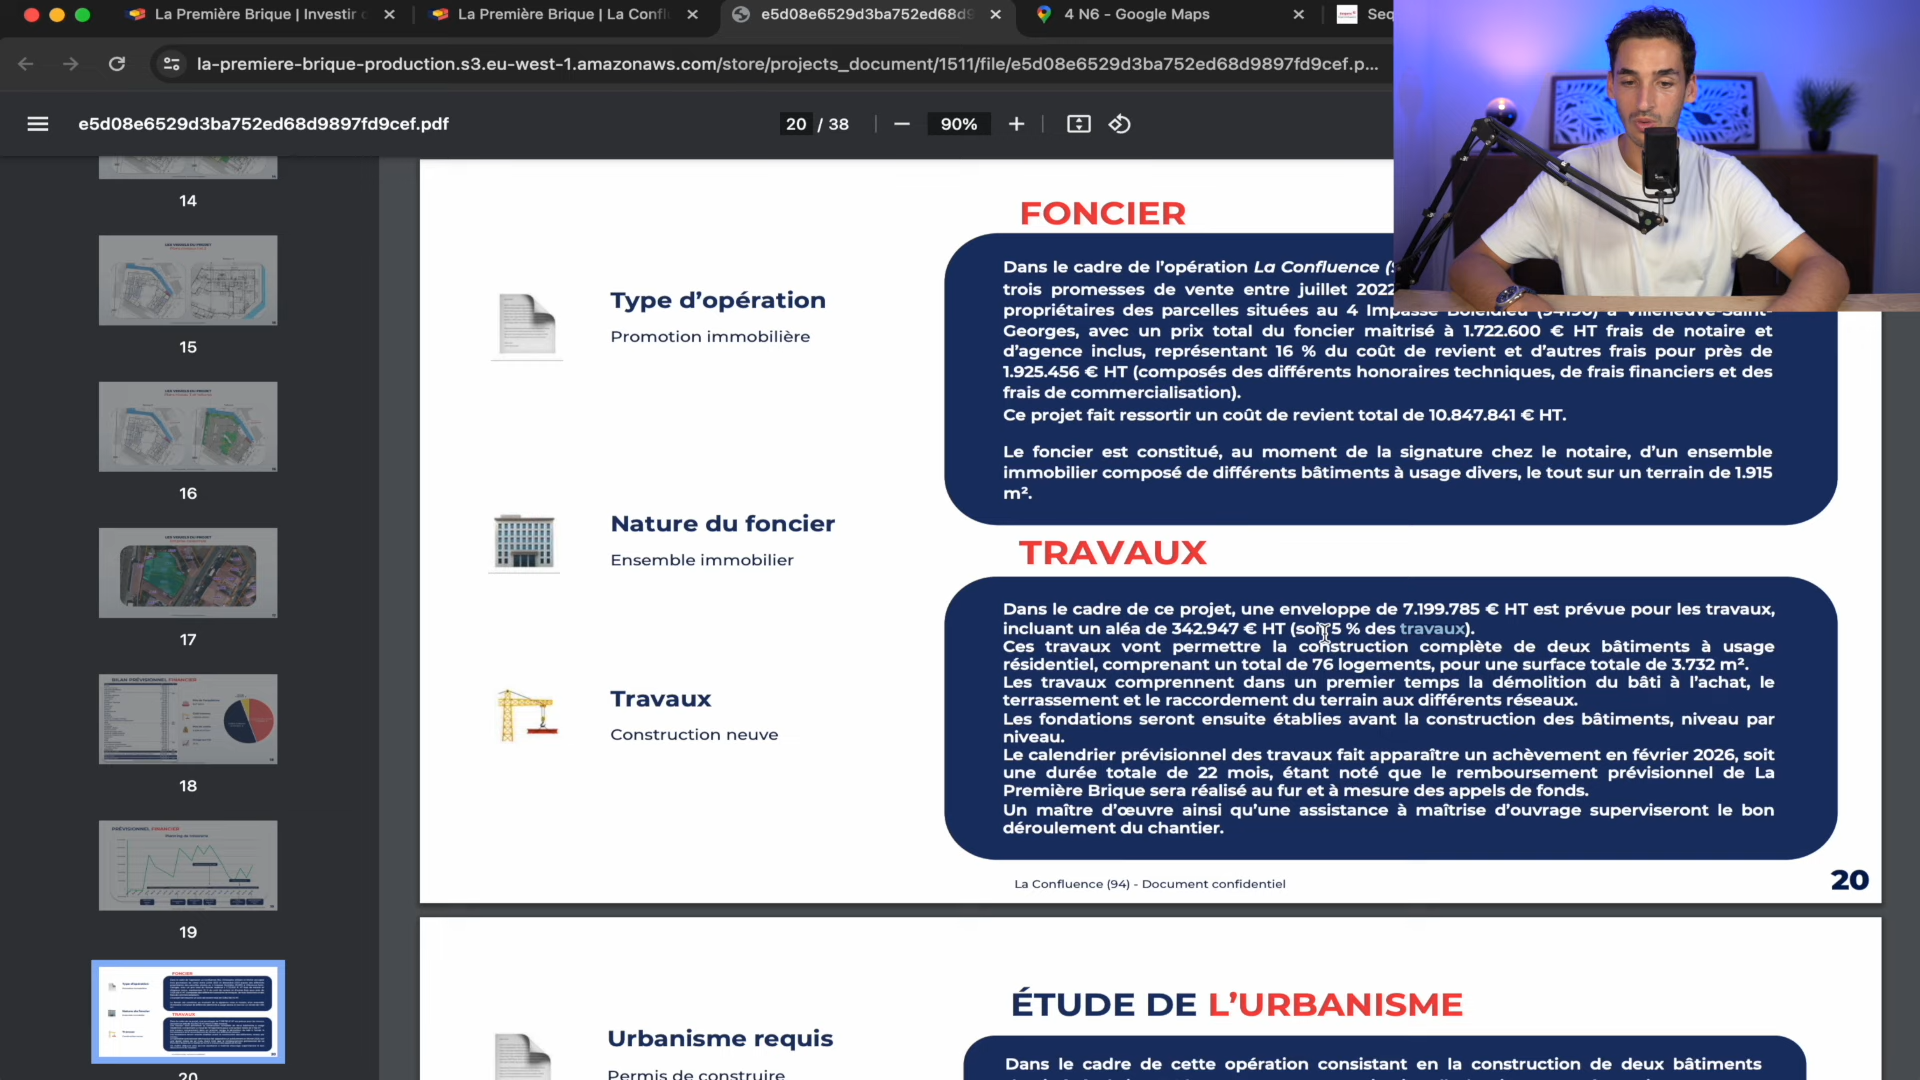 La Première Brique | Investir
La Première Brique | La Confl
e5d08e6529d3ba752ed68d9
4 N6 - Google Maps
Seq
la-premiere-brique-production.s3.eu-west-1.amazonaws.com/store/projects_document/1511/file/e5d08e6529d3ba752ed68d9897fd9cef.p...
e5d08e6529d3ba752ed68d9897fd9cef.pdf
20 / 38
90%
14
15
16
17
18
19
20
FONCIER
Type d’opération
Promotion immobilière
Dans le cadre de l’opération La Confluence (
trois promesses de vente entre juillet 2022
propriétaires des parcelles situées au 4 Impasse Boieldieu (94190) à Villeneuve-Saint-
Georges, avec un prix total du foncier maitrisé à 1.722.600 € HT frais de notaire et
d’agence inclus, représentant 16 % du coût de revient et d’autres frais pour près de
1.925.456 € HT (composés des différents honoraires techniques, de frais financiers et des
frais de commercialisation).
Ce projet fait ressortir un coût de revient total de 10.847.841 € HT.
Le foncier est constitué, au moment de la signature chez le notaire, d’un ensemble
immobilier composé de différents bâtiments à usage divers, le tout sur un terrain de 1.915
m².
Nature du foncier
Ensemble immobilier
TRAVAUX
Travaux
Construction neuve
Dans le cadre de ce projet, une enveloppe de 7.199.785 € HT est prévue pour les travaux,
incluant un aléa de 342.947 € HT (soit 5 % des travaux).
Ces travaux vont permettre la construction complète de deux bâtiments à usage
résidentiel, comprenant un total de 76 logements, pour une surface totale de 3.732 m².
Les travaux comprennent dans un premier temps la démolition du bâti à l’achat, le
terrassement et le raccordement du terrain aux différents réseaux.
Les fondations seront ensuite établies avant la construction des bâtiments, niveau par
niveau.
Le calendrier prévisionnel des travaux fait apparaître un achèvement en février 2026, soit
une durée totale de 22 mois, étant noté que le remboursement prévisionnel de La
Première Brique sera réalisé au fur et à mesure des appels de fonds.
Un maître d’œuvre ainsi qu’une assistance à maîtrise d’ouvrage superviseront le bon
déroulement du chantier.
La Confluence (94) - Document confidentiel
20
ÉTUDE DE L’URBANISME
Urbanisme requis
Permis de construire
Dans le cadre de cette opération consistant en la construction de deux bâtiments